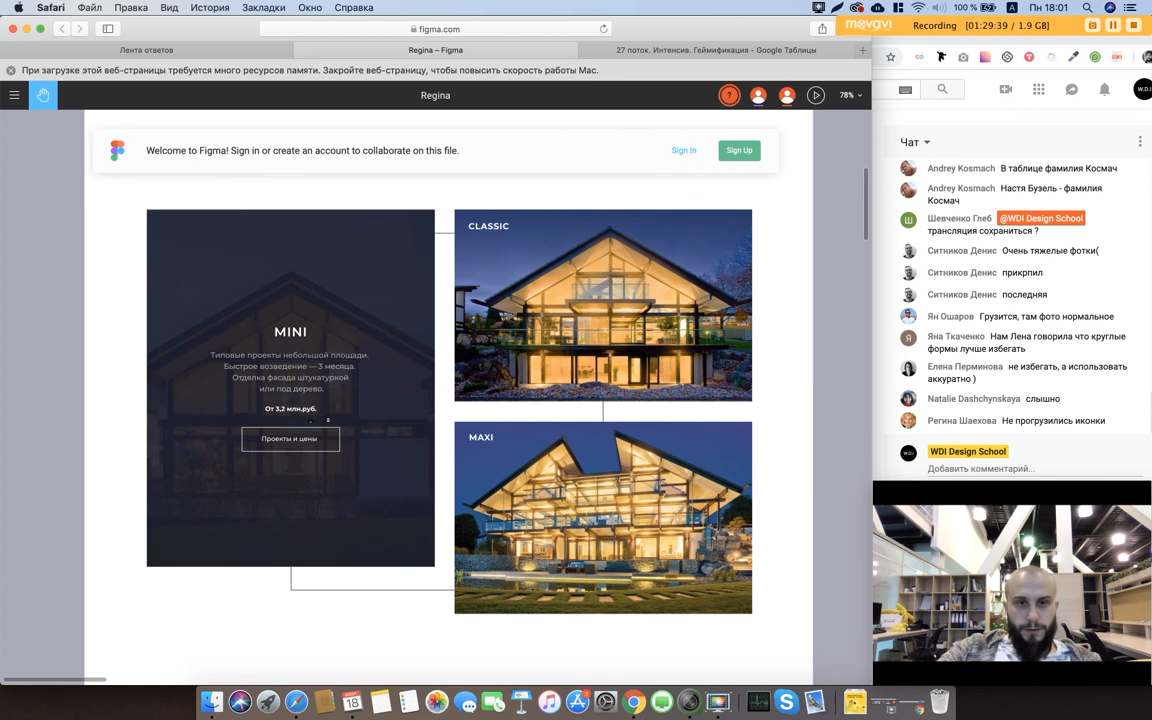 Safari Файл Правка Вид История Закладки Окно Справка
100 % A Пн 18:01
movavi Recording [01:29:39 / 1.9 GB]
figma.com
Лента ответов Regina – Figma 27 поток. Интенсив. Геймификация - Google Таблицы
При загрузке этой веб-страницы требуется много ресурсов памяти. Закройте веб-страницу, чтобы повысить скорость работы Mac.
Regina
? 78%
Welcome to Figma! Sign in or create an account to collaborate on this file.
Sign In
Sign Up
MINI
Типовые проекты небольшой площади.
Быстрое возведение — 3 месяца.
Отделка фасада штукатуркой
или под дерево.
От 3,2 млн.руб.
Проекты и цены
CLASSIC
MAXI
Чат
Andrey Kosmach В таблице фамилия Космач
Andrey Kosmach Настя Бузель - фамилия
Космач
Ш
Шевченко Глеб @WDI Design School
трансляция сохраниться ?
Ситников Денис Очень тяжелые фотки(
Ситников Денис прикрпил
Ситников Денис последняя
Ян Ошаров Грузится, там фото нормальное
Я
Яна Ткаченко Нам Лена говорила что круглые
формы лучше избегать
Елена Перминова не избегать, а использовать
аккуратно )
Natalie Dashchynskaya слышно
Регина Шаехова Не прогрузились иконки
WDI Design School
Добавить комментарий...
18